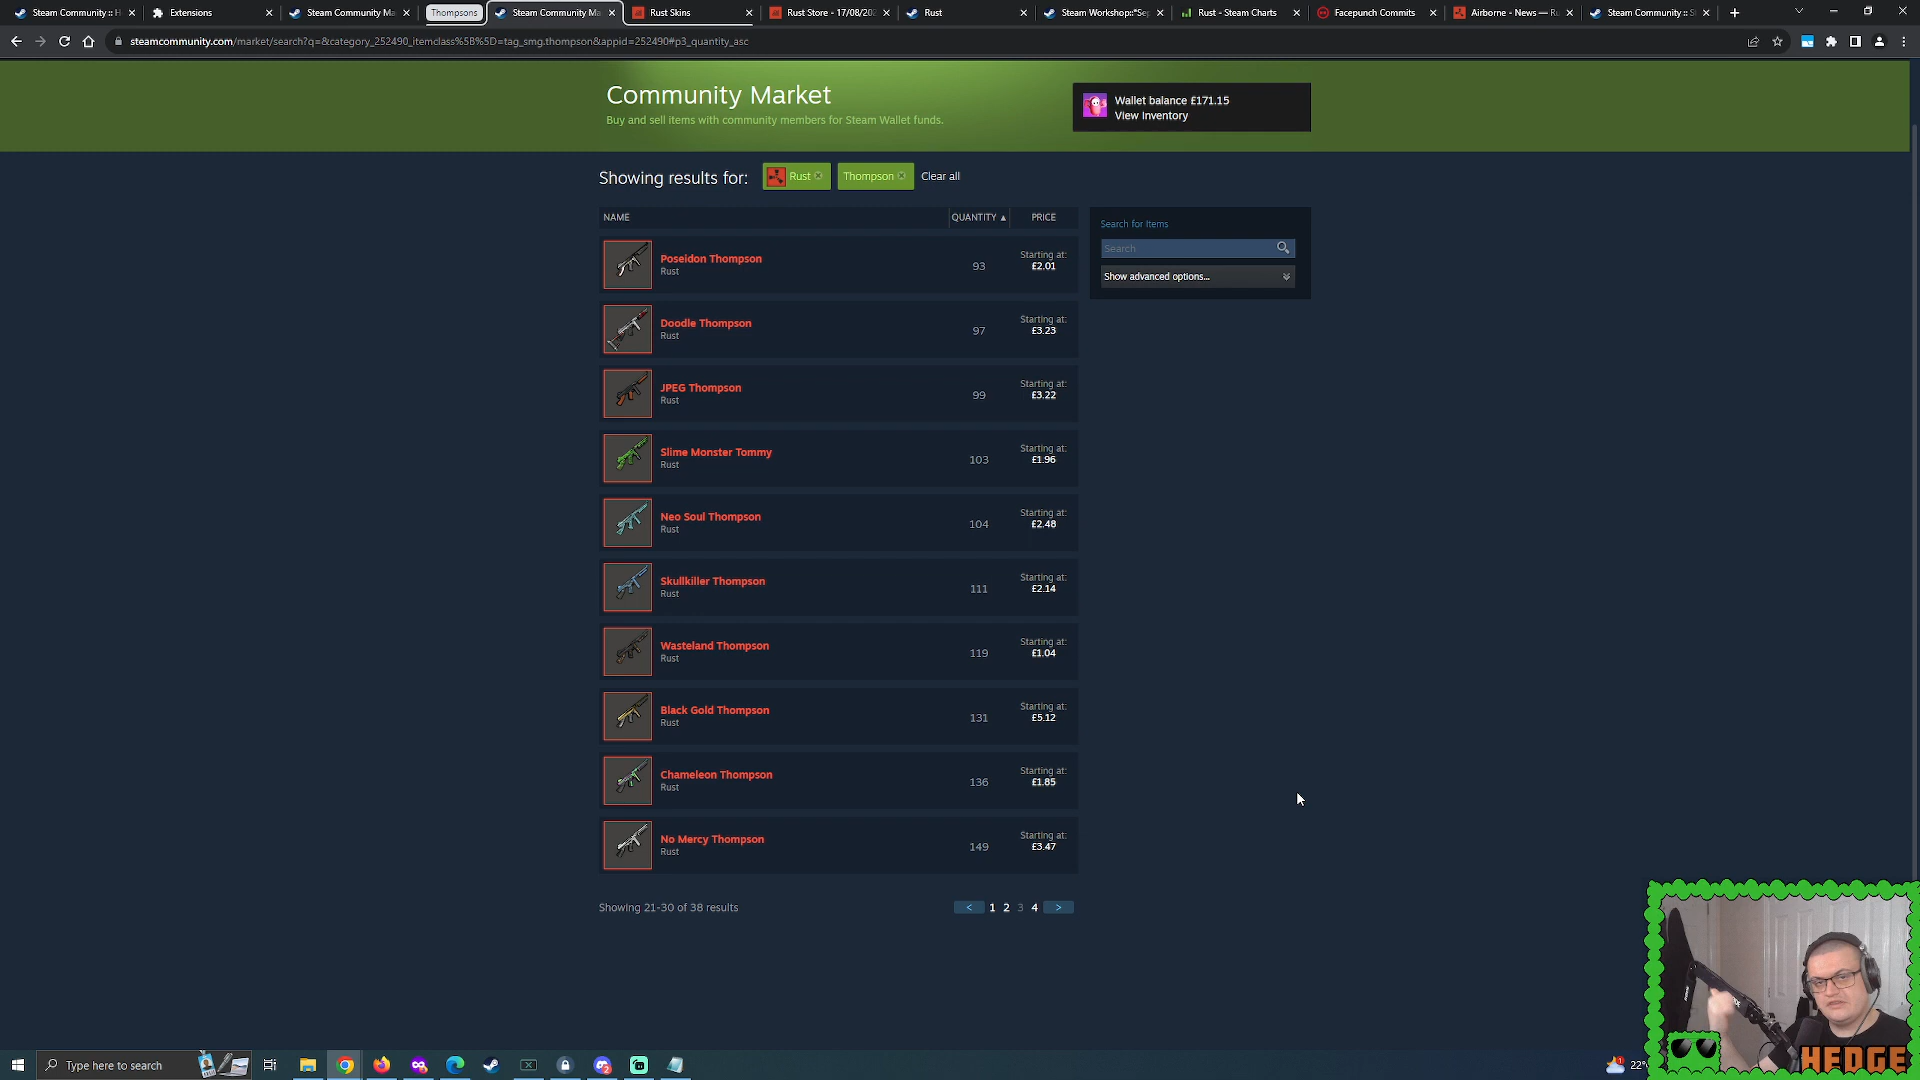 Steam Community :: H
Extensions
Steam Community Ma
Thompsons
Steam Community Ma
Rust Skins
Rust Store - 17/08/202
Rust
Steam Workshop::"Sep
Rust - Steam Charts
Facepunch Commits
Airborne - News — Ru
Steam Community :: S
steamcommunity.com/market/search?q=&category_252490_itemclass%5B%5D=tag_smg.thompson&appid=252490#p3_quantity_asc
Community Market
Buy and sell items with community members for Steam Wallet funds.
Wallet balance £171.15
View Inventory
Showing results for:
Rust
Thompson
Clear all
NAME
QUANTITY ▲
PRICE
Search for Items
Search
Show advanced options...
Poseidon Thompson
Rust
93
Starting at:
£2.01
Doodle Thompson
Rust
97
Starting at:
£3.23
JPEG Thompson
Rust
99
Starting at:
£3.22
Slime Monster Tommy
Rust
103
Starting at:
£1.96
Neo Soul Thompson
Rust
104
Starting at:
£2.48
Skullkiller Thompson
Rust
111
Starting at:
£2.14
Wasteland Thompson
Rust
119
Starting at:
£1.04
Black Gold Thompson
Rust
131
Starting at:
£5.12
Chameleon Thompson
Rust
136
Starting at:
£1.85
No Mercy Thompson
Rust
149
Starting at:
£3.47
Showing 21-30 of 38 results
< 1 2 3 4 >
Type here to search
22°
HEDGE